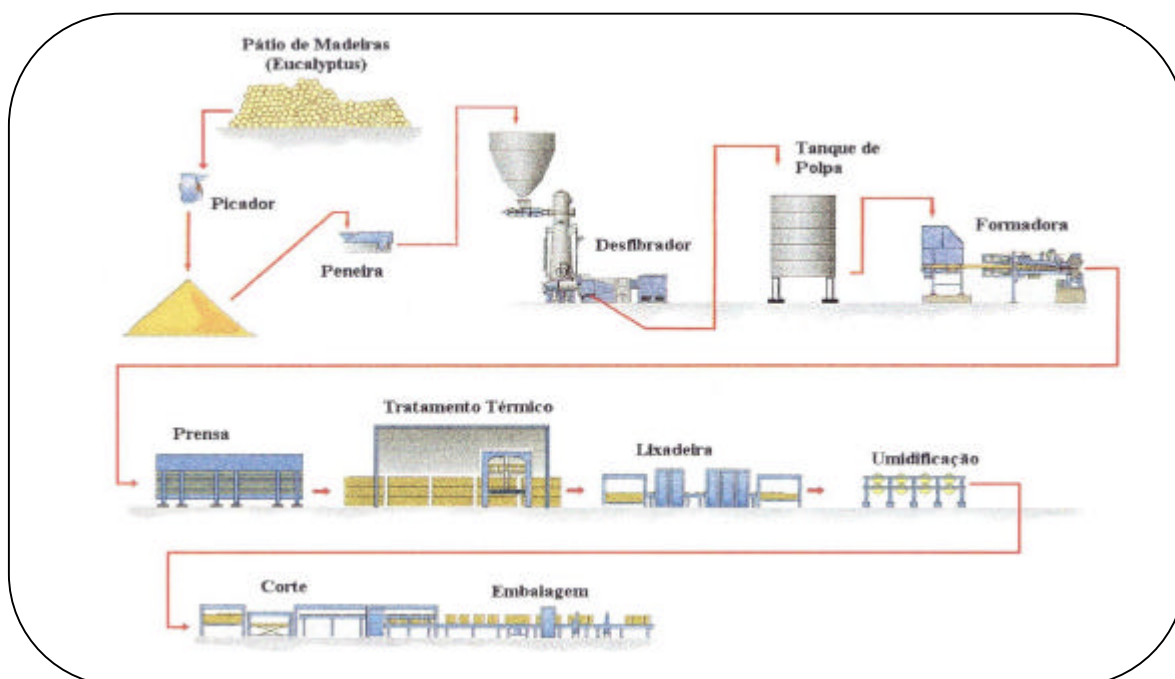 Pátio de Madeiras
(Eucalyptus)
Picador
Peneira
Desfibrador
Tanque de
Polpa
Formadora
Prensa
Tratamento Térmico
Lixadeira
Umidificação
Corte
Embalagem